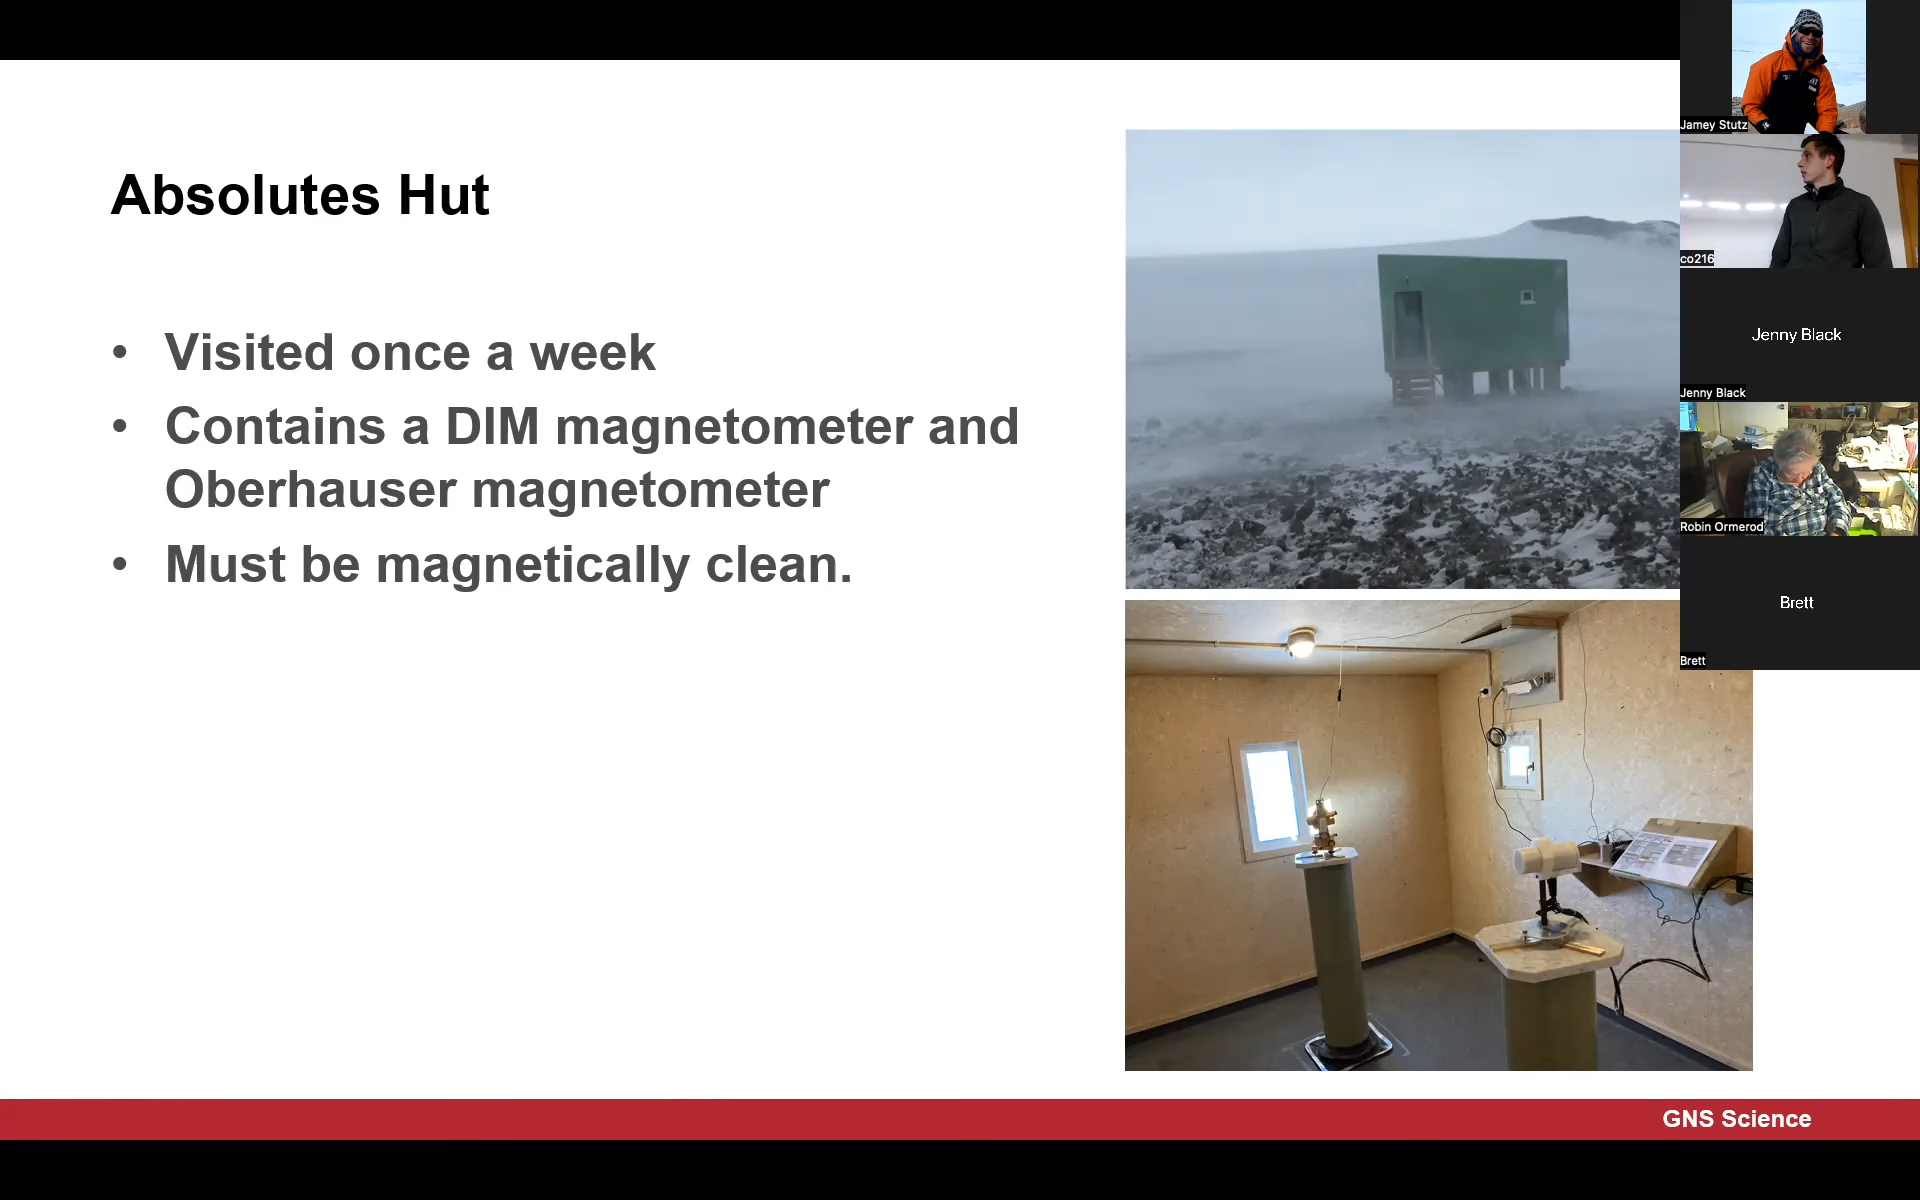 Absolutes Hut
• Visited once a week
• Contains a DIM magnetometer and
Oberhauser magnetometer
• Must be magnetically clean.
GNS Science
Jamey Stutz
co216
Jenny Black
Jenny Black
Robin Ormerod
Brett
Brett